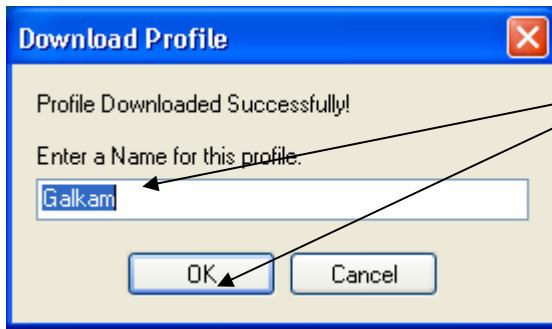 Download Profile
Profile Downloaded Successfully!
Enter a Name for this profile:
Galkam
OK
Cancel